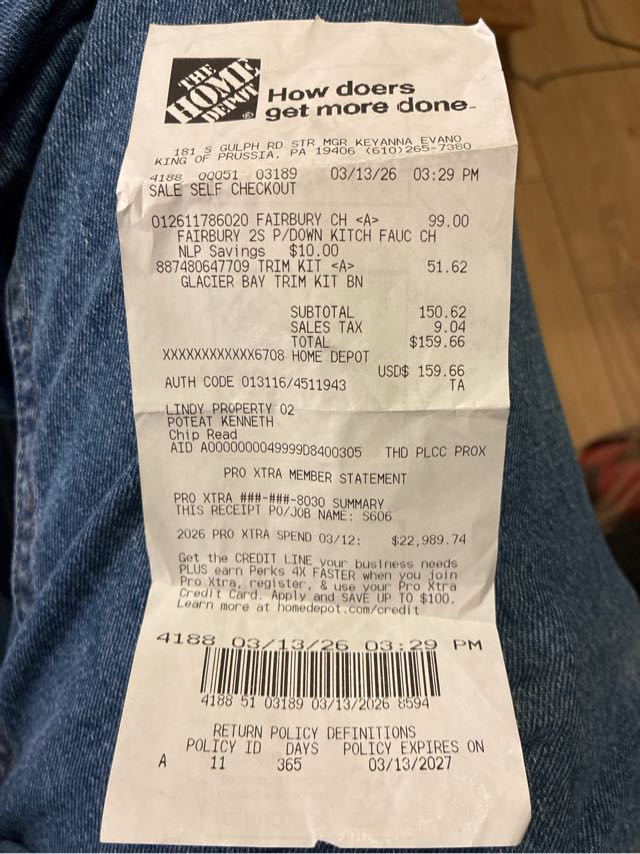 THE
HOME
DEPOT
®
How doers
get more done™
181 S GULPH RD STR MGR KEYANNA EVANO
KING OF PRUSSIA, PA 19406 (610)265-7380
4188 00051 03189 03/13/26 03:29 PM
SALE SELF CHECKOUT
012611786020 FAIRBURY CH <A> 99.00
FAIRBURY 2S P/DOWN KITCH FAUC CH
NLP Savings $10.00
887480647709 TRIM KIT <A> 51.62
GLACIER BAY TRIM KIT BN
SUBTOTAL 150.62
SALES TAX 9.04
TOTAL $159.66
XXXXXXXXXXXX6708 HOME DEPOT
USD$ 159.66
AUTH CODE 013116/4511943 TA
LINDY PROPERTY 02
POTEAT KENNETH
Chip Read
AID A0000000049999D8400305 THD PLCC PROX
PRO XTRA MEMBER STATEMENT
PRO XTRA ###-###-8030 SUMMARY
THIS RECEIPT PO/JOB NAME: S606
2026 PRO XTRA SPEND 03/12: $22,989.74
Get the CREDIT LINE your business needs
PLUS earn Perks 4X FASTER when you join
Pro Xtra, register, & use your Pro Xtra
Credit Card. Apply and SAVE UP TO $100.
Learn more at homedepot.com/credit
4188 03/13/26 03:29 PM
4188 51 03189 03/13/2026 8594
RETURN POLICY DEFINITIONS
POLICY ID DAYS POLICY EXPIRES ON
A 11 365 03/13/2027